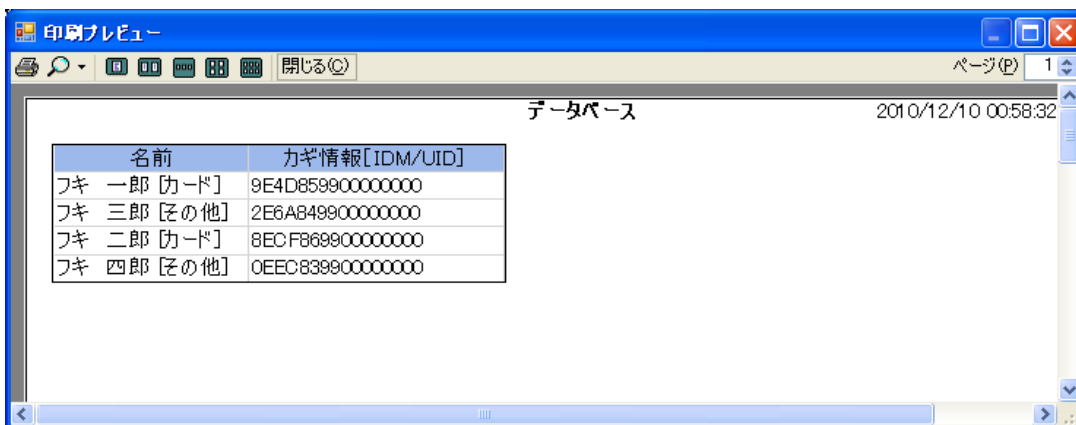 印刷プレビュー
閉じる(C) ページ(P) 1
データベース 2010/12/10 00:58:32
名前 カギ情報[IDM/UID]
フキ 一郎 [カード] 9E4D859900000000
フキ 三郎 [その他] 2E6A849900000000
フキ 二郎 [カード] 8ECF869900000000
フキ 四郎 [その他] 0EEC839900000000